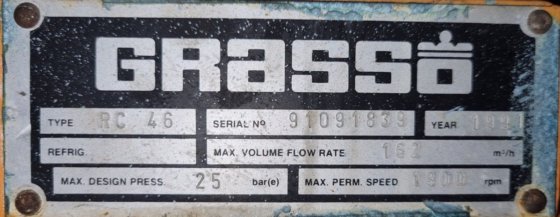 GRasso
TYPE RC 46 SERIAL Nº 91091839 YEAR 1991
REFRIG. MAX. VOLUME FLOW RATE m³/h
MAX. DESIGN PRESS. 25 bar(e) MAX. PERM. SPEED rpm